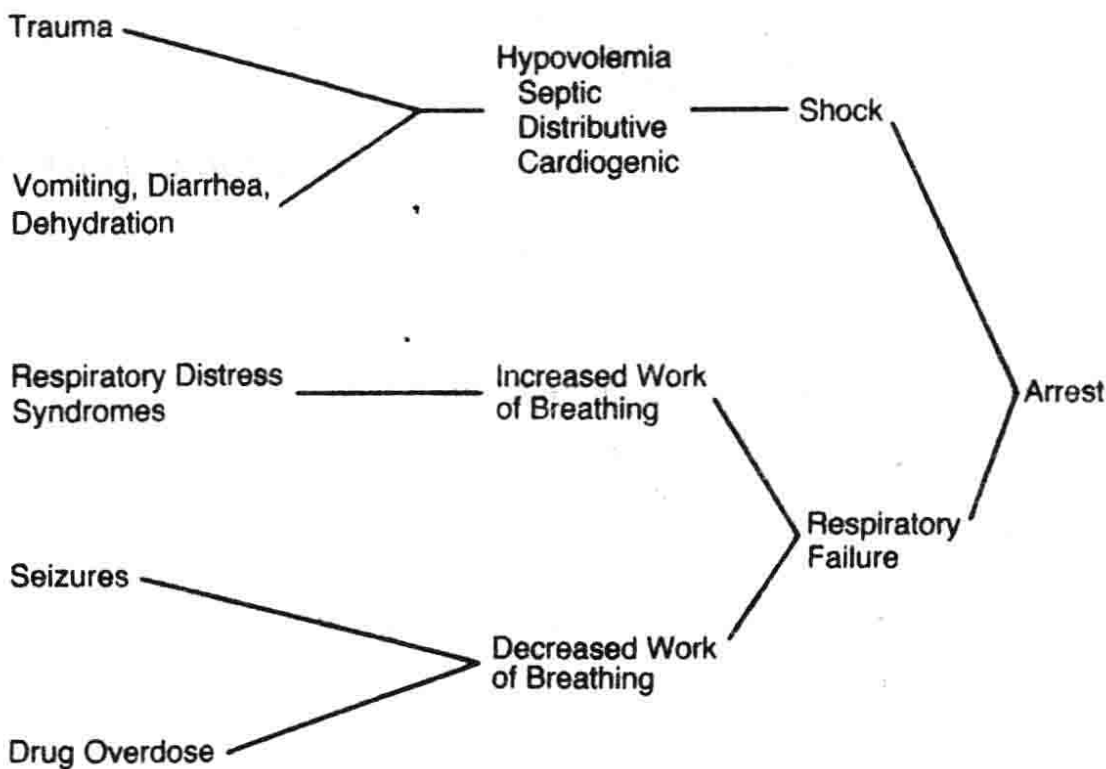 Trauma
Hypovolemia
Septic
Distributive
Cardiogenic
Shock
Vomiting, Diarrhea,
Dehydration
Respiratory Distress
Syndromes
Increased Work
of Breathing
Arrest
Respiratory
Failure
Seizures
Decreased Work
of Breathing
Drug Overdose